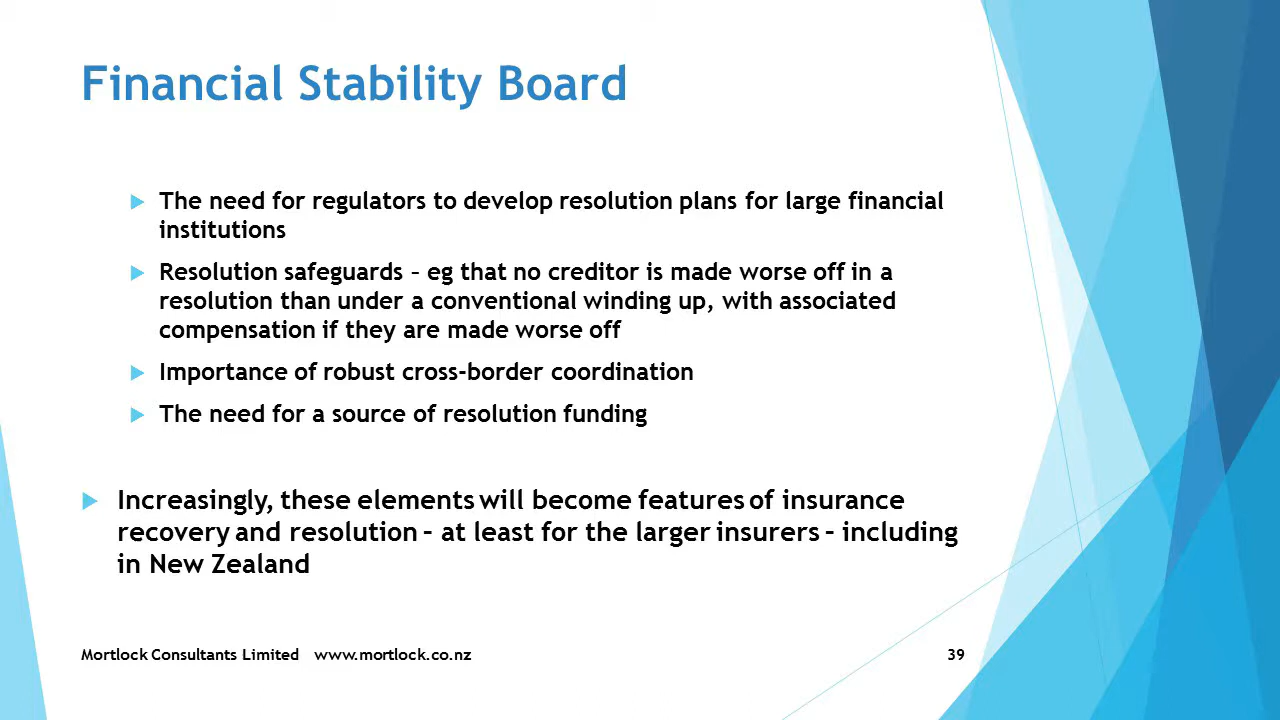 Financial Stability Board
The need for regulators to develop resolution plans for large financial
institutions
Resolution safeguards – eg that no creditor is made worse off in a
resolution than under a conventional winding up, with associated
compensation if they are made worse off
Importance of robust cross-border coordination
The need for a source of resolution funding
Increasingly, these elements will become features of insurance
recovery and resolution – at least for the larger insurers – including
in New Zealand
Mortlock Consultants Limited www.mortlock.co.nz
39